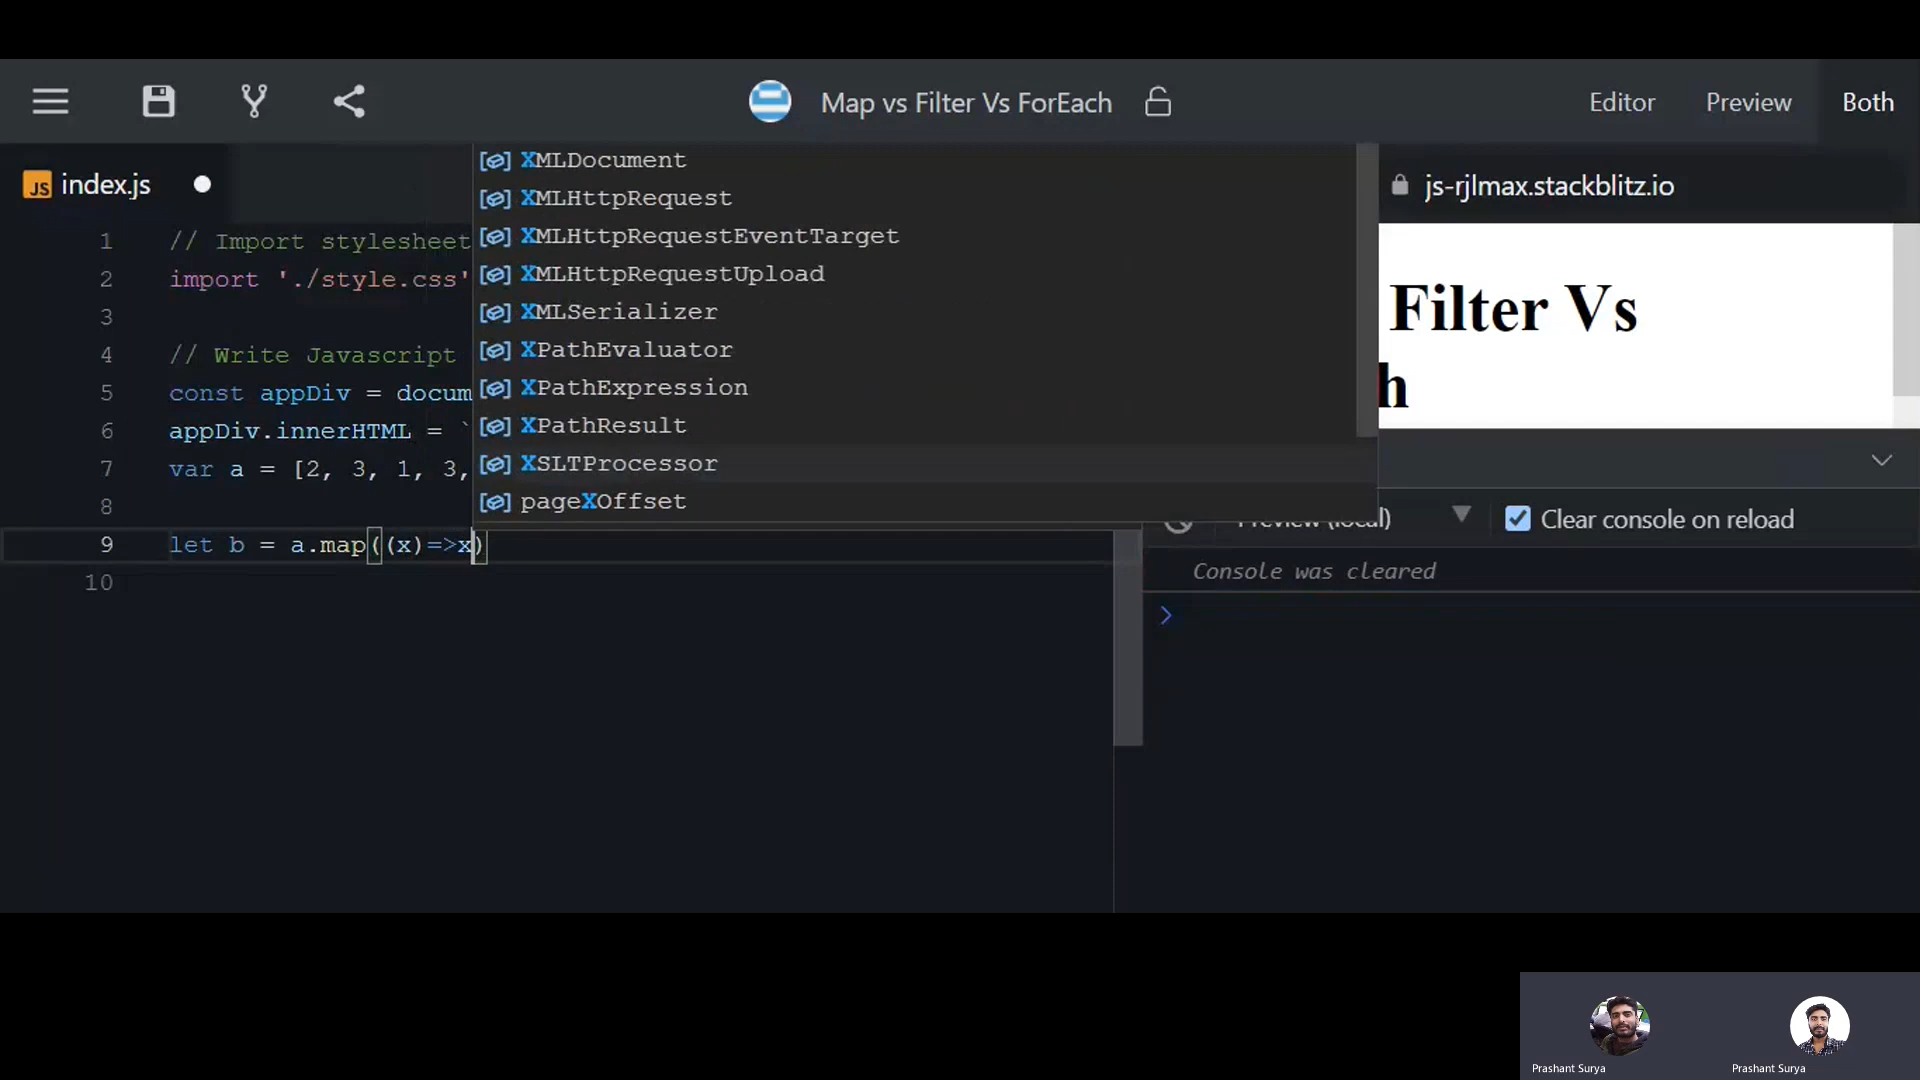 Map vs Filter Vs ForEach
Editor Preview Both
JS index.js
js-rjlmax.stackblitz.io
1 // Import stylesheet
2 import './style.css'
3
4 // Write Javascript
5 const appDiv = docum
6 appDiv.innerHTML = `
7 var a = [2, 3, 1, 3,
8
9 let b = a.map((x)=>x)
10
XMLDocument
XMLHttpRequest
XMLHttpRequestEventTarget
XMLHttpRequestUpload
XMLSerializer
XPathEvaluator
XPathExpression
XPathResult
XSLTProcessor
pageXOffset
Filter Vs
h
Preview (local)
Clear console on reload
Console was cleared
>
Prashant Surya
Prashant Surya